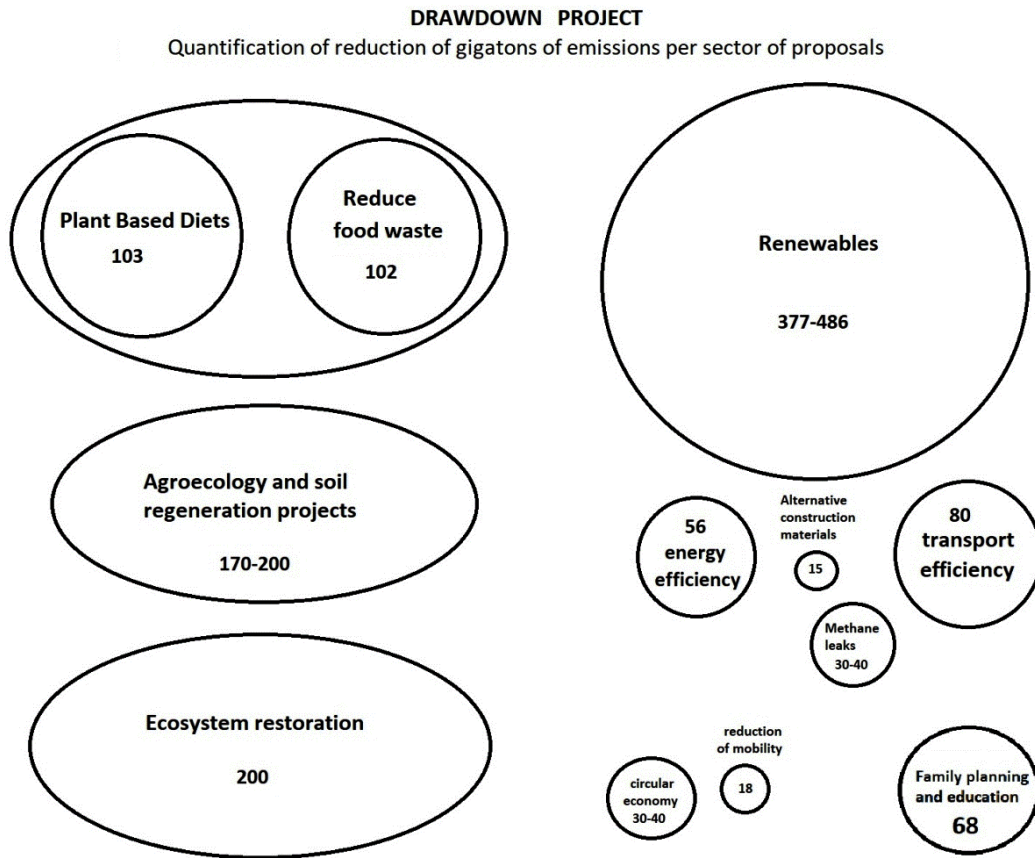 DRAWDOWN PROJECT
Quantification of reduction of gigatons of emissions per sector of proposals
Plant Based Diets
103
Reduce
food waste
102
Renewables
377-486
Agroecology and soil
regeneration projects
170-200
56
energy
efficiency
Alternative
construction
materials
15
80
transport
efficiency
Methane
leaks
30-40
Ecosystem restoration
200
reduction
of mobility
18
circular
economy
30-40
Family planning
and education
68